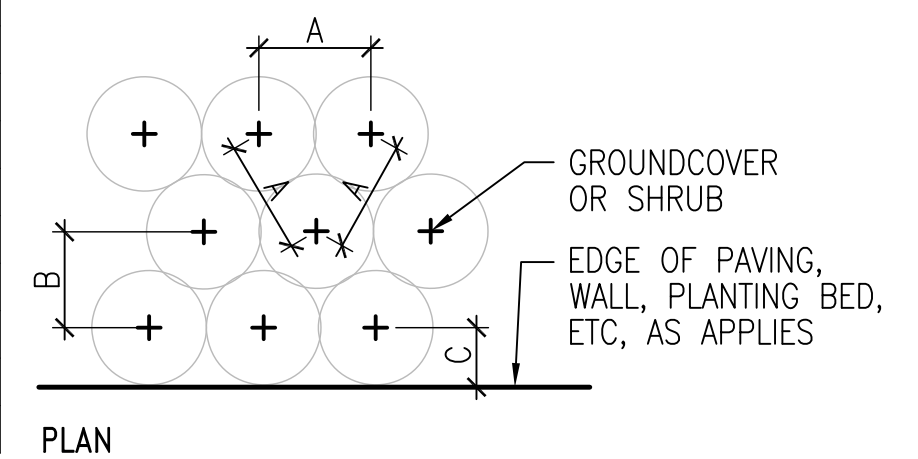 A
A A
GROUNDCOVER
OR SHRUB
B
EDGE OF PAVING,
WALL, PLANTING BED,
ETC, AS APPLIES
C
PLAN